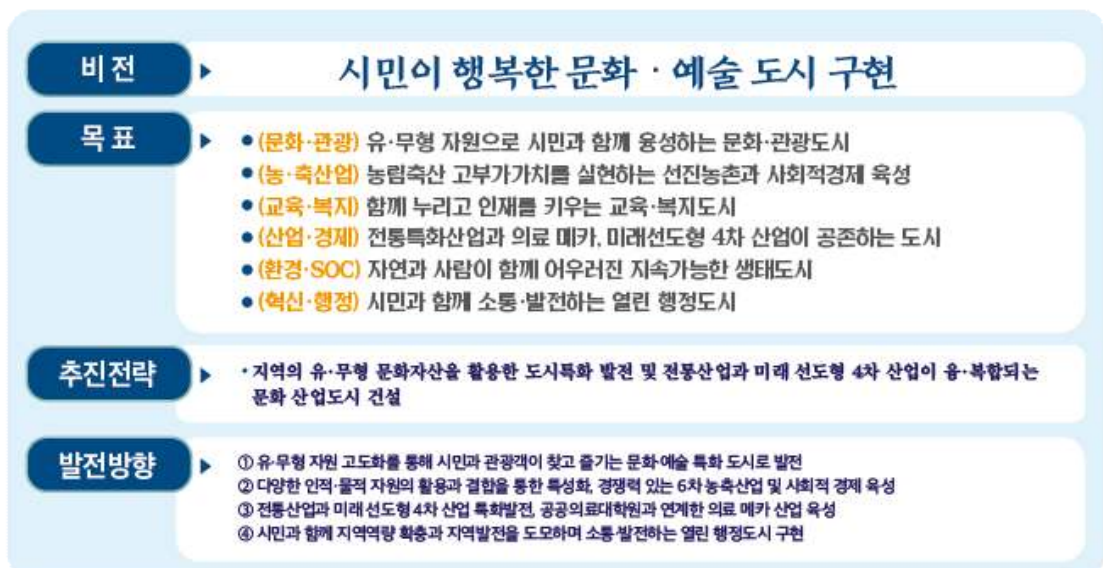 비전
시민이 행복한 문화·예술 도시 구현
목표
• (문화·관광) 유·무형 자원으로 시민과 함께 융성하는 문화·관광도시
• (농·축산업) 농림축산 고부가가치를 실현하는 선진농촌과 사회적경제 육성
• (교육·복지) 함께 누리고 인재를 키우는 교육·복지도시
• (산업·경제) 전통특화산업과 의료 메카, 미래선도형 4차 산업이 공존하는 도시
• (환경·SOC) 자연과 사람이 함께 어우러진 지속가능한 생태도시
• (혁신·행정) 시민과 함께 소통·발전하는 열린 행정도시
추진전략
· 지역의 유·무형 문화자산을 활용한 도시특화 발전 및 전통산업과 미래 선도형 4차 산업이 융·복합되는
문화 산업도시 건설
발전방향
① 유·무형 자원 고도화를 통해 시민과 관광객이 찾고 즐기는 문화·예술 특화 도시로 발전
② 다양한 인적·물적 자원의 활용과 결합을 통한 특성화, 경쟁력 있는 6차 농축산업 및 사회적 경제 육성
③ 전통산업과 미래 선도형 4차 산업 특화발전, 공공의료대학원과 연계한 의료 메카 산업 육성
④ 시민과 함께 지역역량 확충과 지역발전을 도모하며 소통·발전하는 열린 행정도시 구현